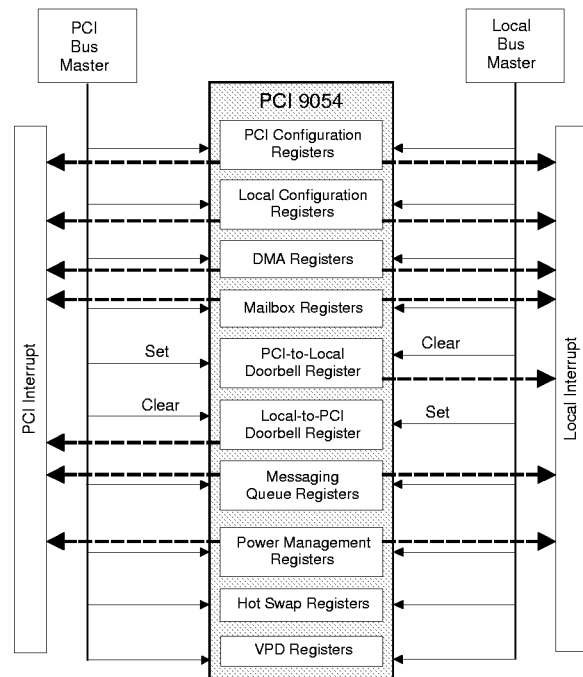 PCI
Bus
Master
Local
Bus
Master
PCI 9054
PCI Configuration
Registers
Local Configuration
Registers
DMA Registers
Mailbox Registers
Set
PCI-to-Local
Doorbell Register
Clear
Clear
Local-to-PCI
Doorbell Register
Set
Messaging
Queue Registers
Power Management
Registers
Hot Swap Registers
VPD Registers
PCI Interrupt
Local Interrupt